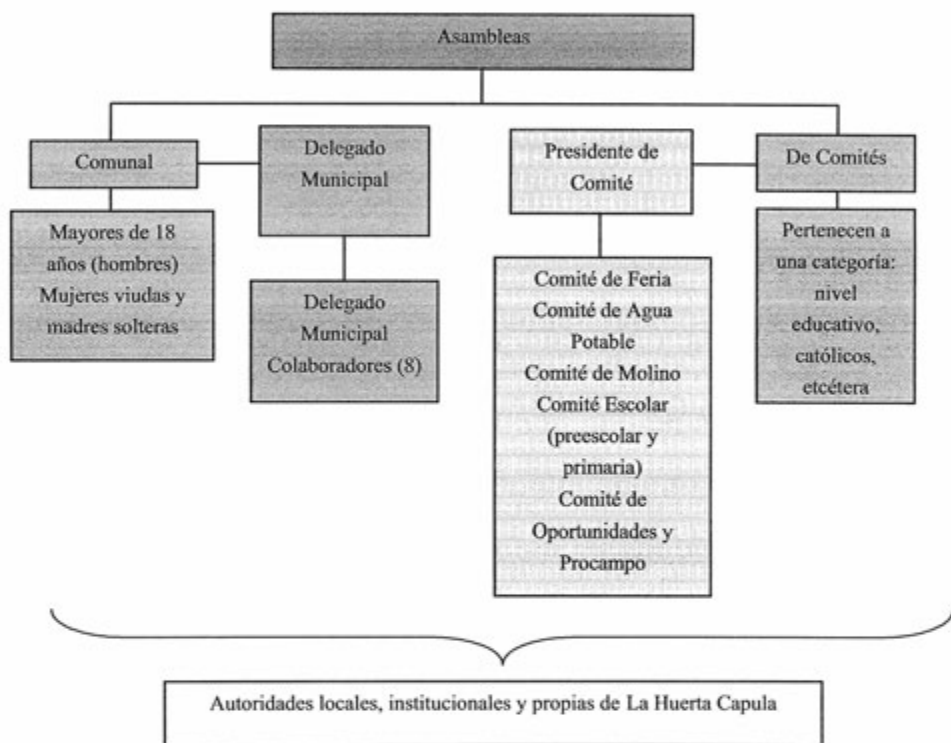 Asambleas
Comunal
Delegado
Municipal
Presidente de
Comité
De Comités
Mayores de 18
años (hombres)
Mujeres viudas y
madres solteras
Delegado
Municipal
Colaboradores (8)
Comité de Feria
Comité de Agua
Potable
Comité de Molino
Comité Escolar
(preescolar y
primaria)
Comité de
Oportunidades y
Procampo
Pertenecen a
una categoría:
nivel
educativo,
católicos,
etcétera
Autoridades locales, institucionales y propias de La Huerta Capula